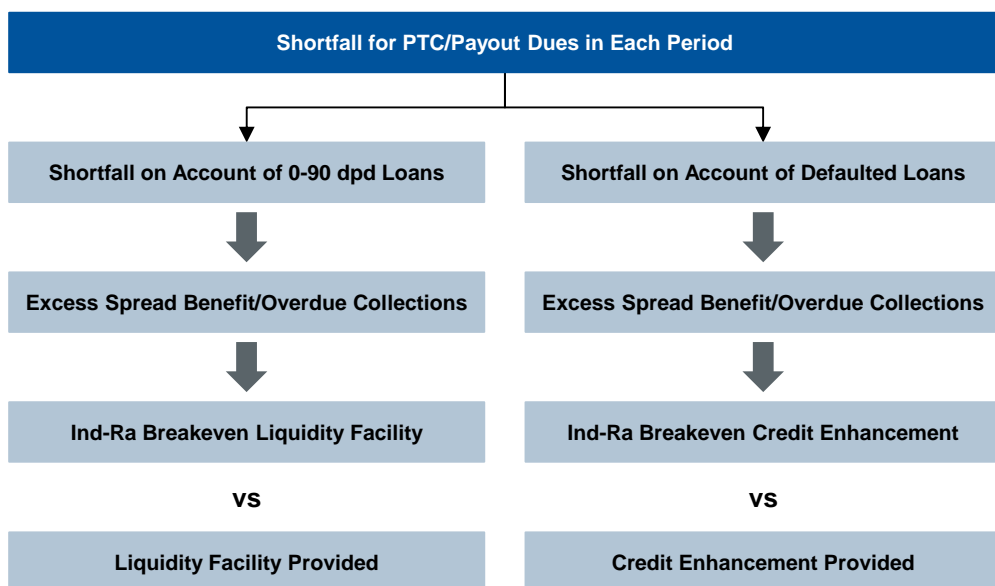 Shortfall for PTC/Payout Dues in Each Period
Shortfall on Account of 0-90 dpd Loans
Shortfall on Account of Defaulted Loans
Excess Spread Benefit/Overdue Collections
Excess Spread Benefit/Overdue Collections
Ind-Ra Breakeven Liquidity Facility
Ind-Ra Breakeven Credit Enhancement
vs
vs
Liquidity Facility Provided
Credit Enhancement Provided